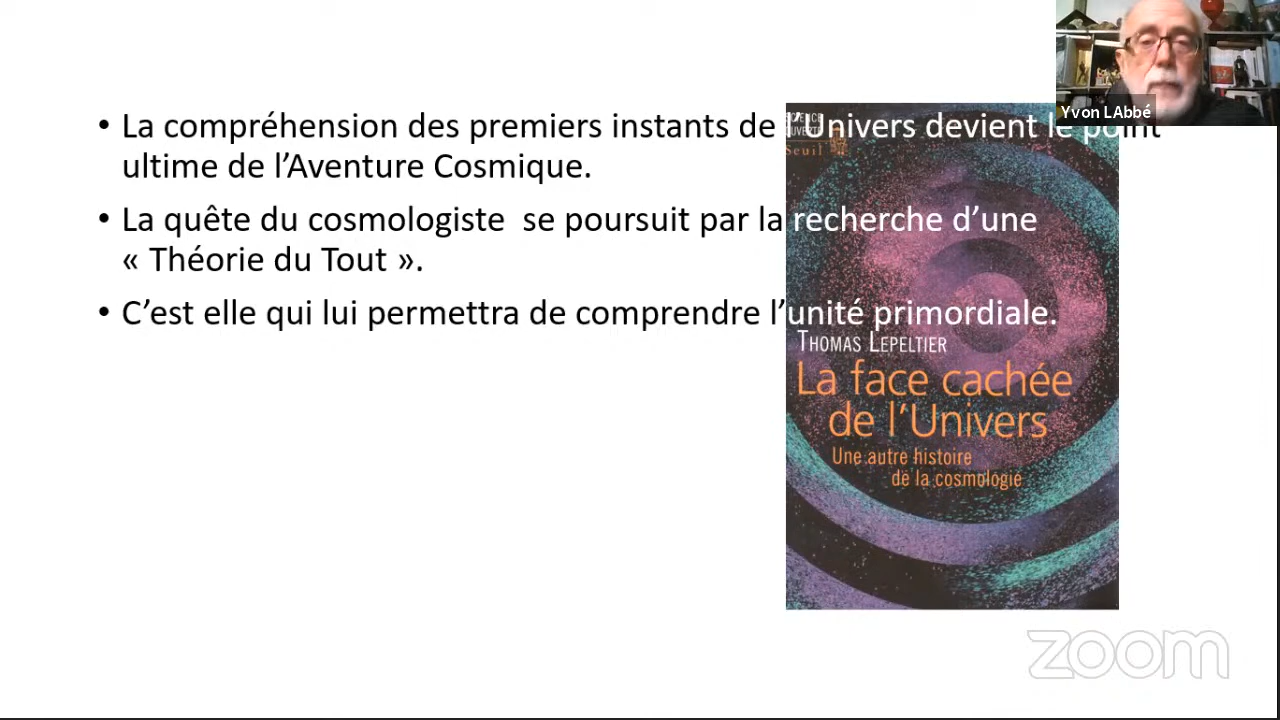 • La compréhension des premiers instants de l'Univers devient le point
ultime de l'Aventure Cosmique.
• La quête du cosmologiste  se poursuit par la recherche d'une
« Théorie du Tout ».
• C'est elle qui lui permettra de comprendre l'unité primordiale.
Yvon LAbbé
Seuil
THOMAS LEPELTIER
La face cachée
de l'Univers
Une autre histoire
de la cosmologie
zoom